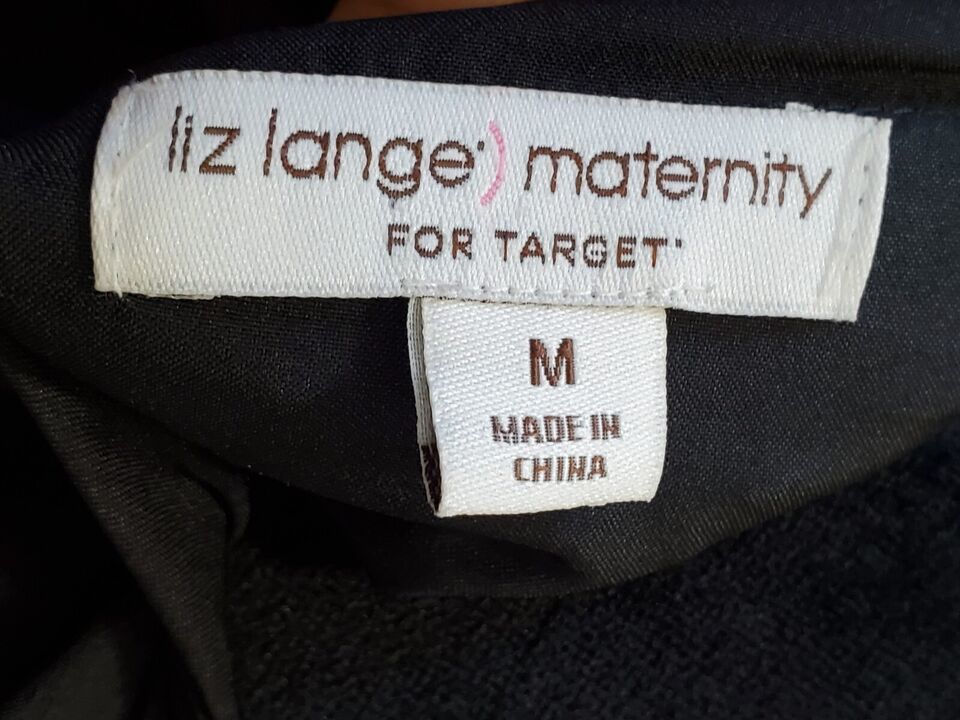 liz lange) maternity
FOR TARGET
M
MADE IN
CHINA